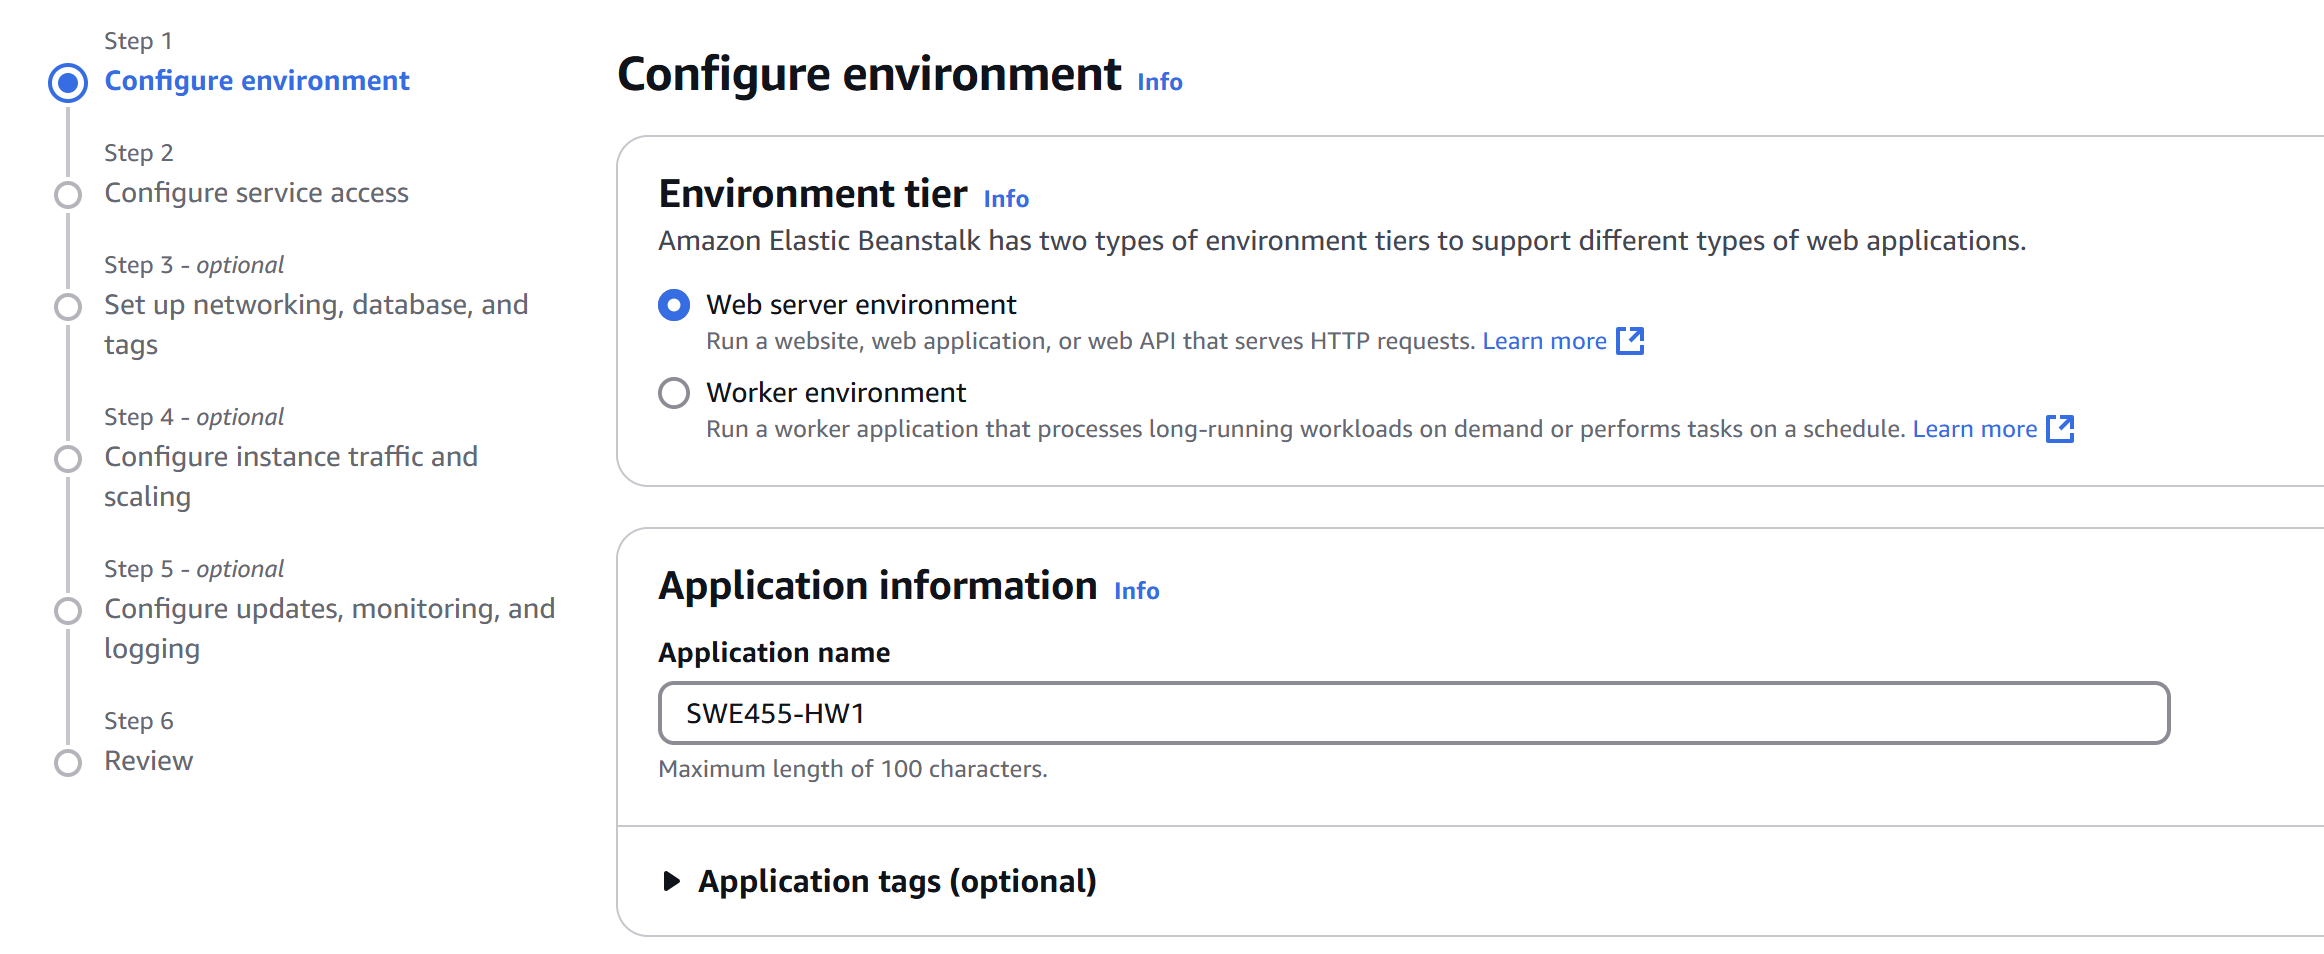 Step 1
Configure environment
Step 2
Configure service access
Step 3 - optional
Set up networking, database, and
tags
Step 4 - optional
Configure instance traffic and
scaling
Step 5 - optional
Configure updates, monitoring, and
logging
Step 6
Review
Configure environment Info
Environment tier Info
Amazon Elastic Beanstalk has two types of environment tiers to support different types of web applications.
Web server environment
Run a website, web application, or web API that serves HTTP requests. Learn more
Worker environment
Run a worker application that processes long-running workloads on demand or performs tasks on a schedule. Learn more
Application information Info
Application name
SWE455-HW1
Maximum length of 100 characters.
Application tags (optional)